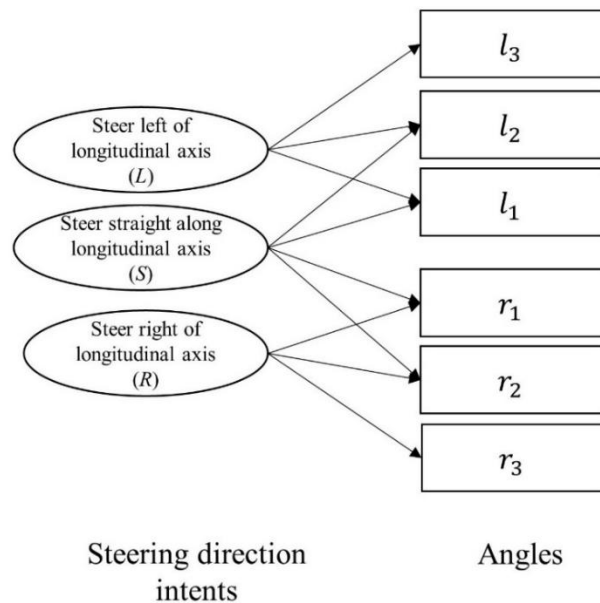 Steer left of
longitudinal axis
(L)
Steer straight along
longitudinal axis
(S)
Steer right of
longitudinal axis
(R)
l₃
l₂
l₁
r₁
r₂
r₃
Steering direction
intents
Angles